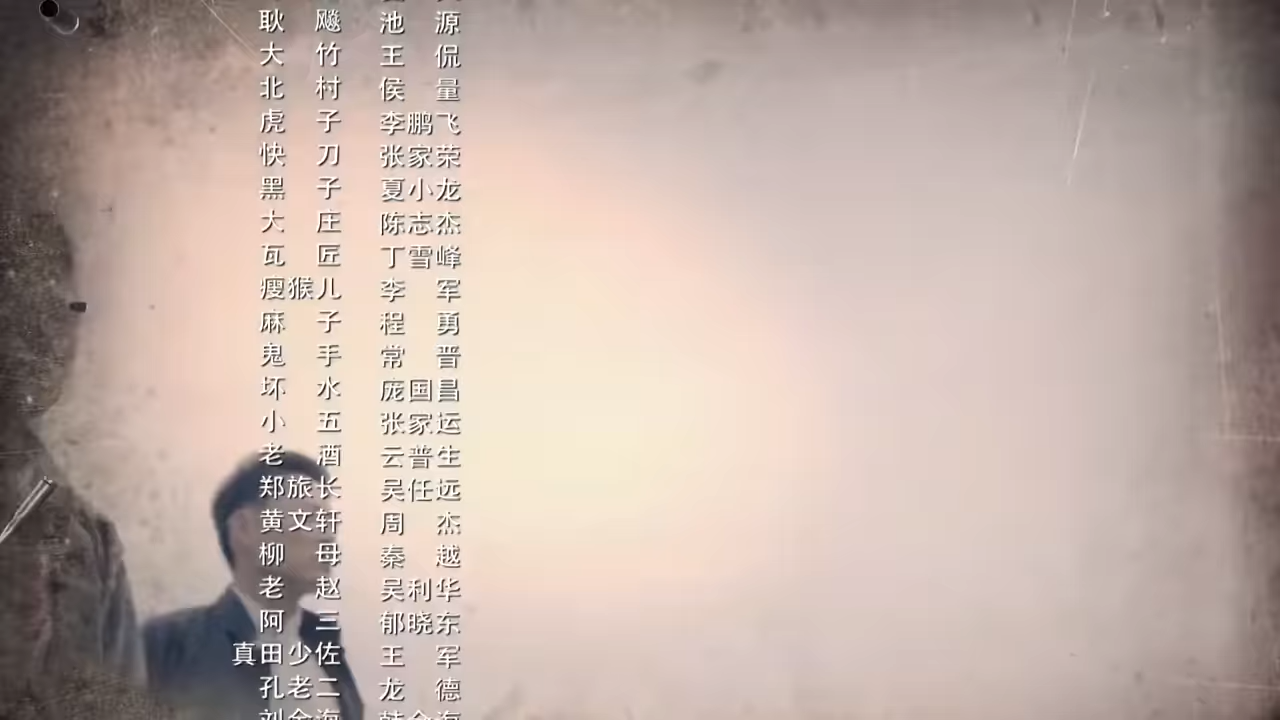 耿飚 池源
大竹 王侃
北村 侯量
虎子 李鹏飞
快刀 张家荣
黑子 夏小龙
大庄 陈志杰
瓦匠 丁雪峰
瘦猴儿 李军
麻子 程勇
鬼手 常晋
坏水 庞国昌
小五 张家运
老酒 云普生
郑旅长 吴任远
黄文轩 周杰
柳母 秦越
老赵 吴利华
阿三 郁晓东
真田少佐 王军
孔老二 龙德